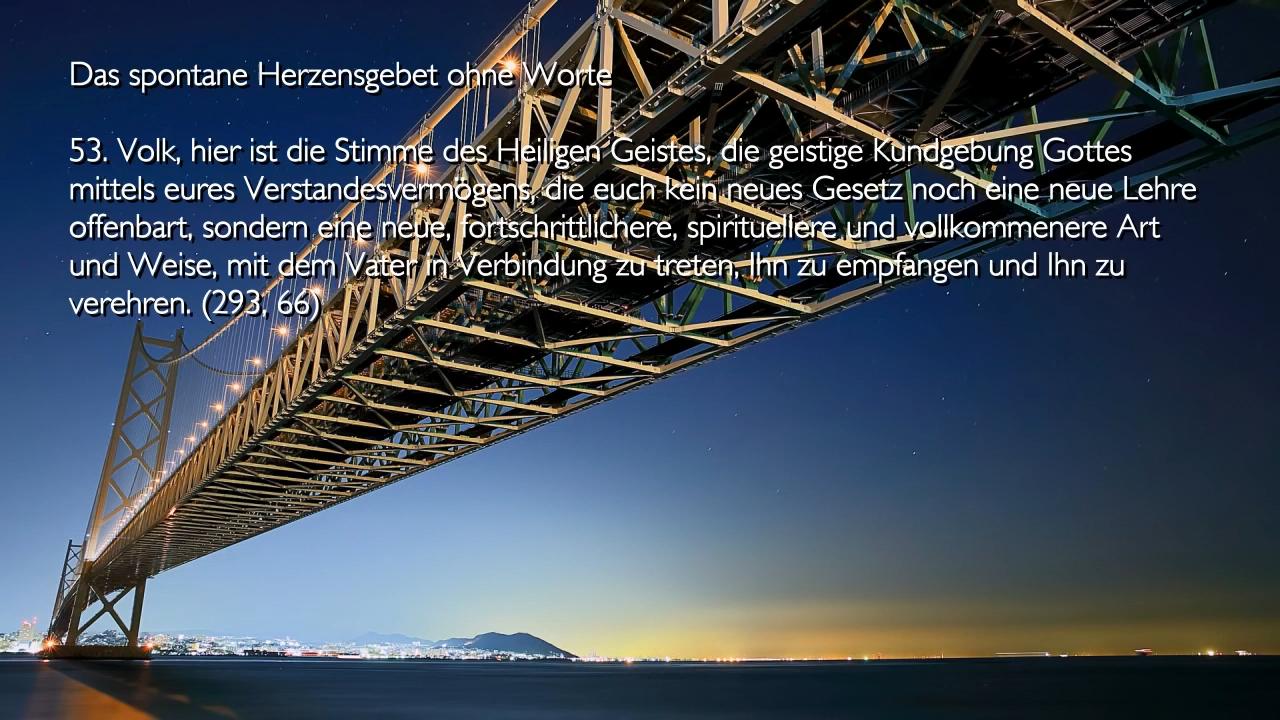 Das spontane Herzensgebet ohne Worte
53. Volk, hier ist die Stimme des Heiligen Geistes, die geistige Kundgebung Gottes
mittels eures Verstandesvermögens, die euch kein neues Gesetz noch eine neue Lehre
offenbart, sondern eine neue, fortschrittlichere, spirituellere und vollkommenere Art
und Weise, mit dem Vater in Verbindung zu treten, Ihn zu empfangen und Ihn zu
verehren. (293, 66)